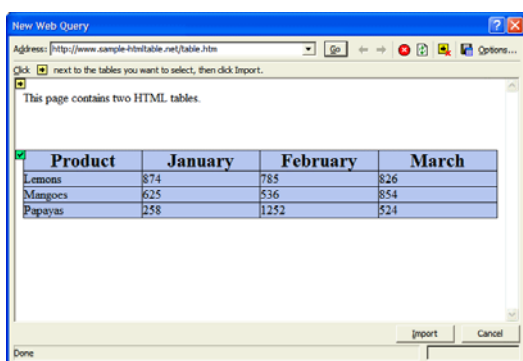 New Web Query
Address: http://www.sample-htmltable.net/table.htm Go Options...
Click next to the tables you want to select, then click Import.
This page contains two HTML tables.
Product January February March
Lemons 874 785 826
Mangoes 625 536 854
Papayas 258 1252 524
Import Cancel
Done